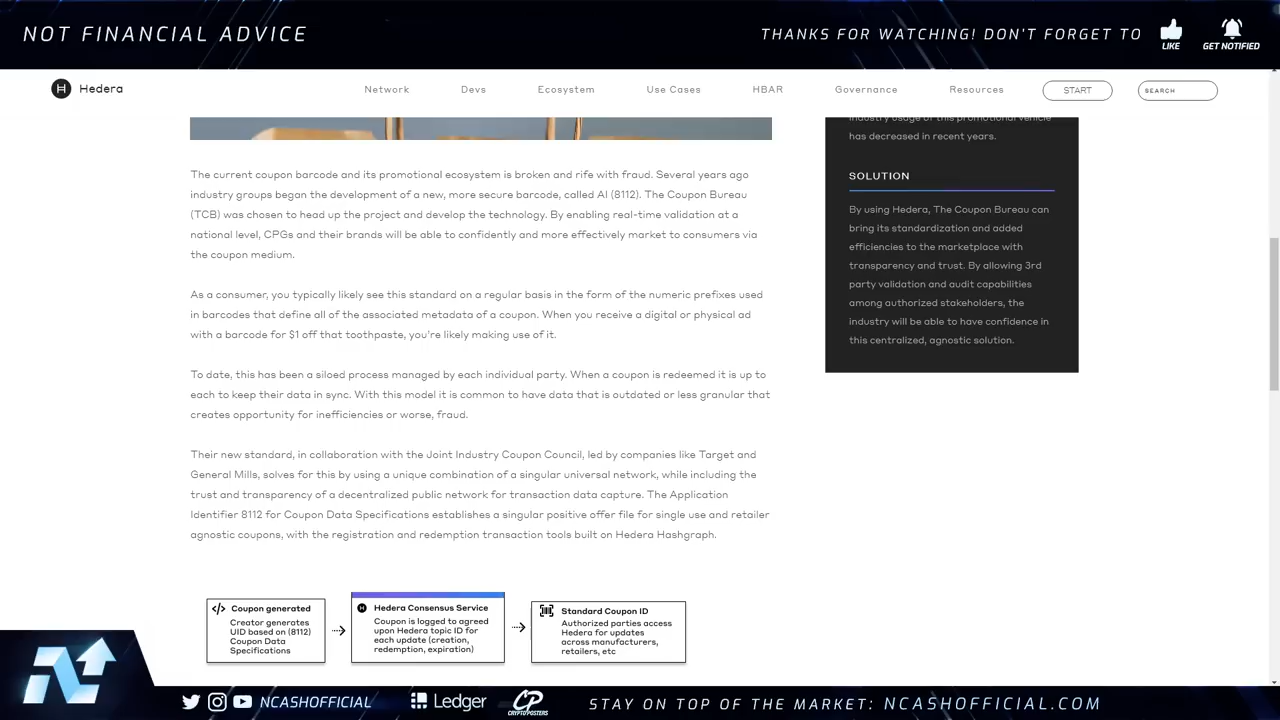 NOT FINANCIAL ADVICE
THANKS FOR WATCHING! DON'T FORGET TO
LIKE
GET NOTIFIED
H Hedera
Network
Devs
Ecosystem
Use Cases
HBAR
Governance
Resources
START
SEARCH
The current coupon barcode and its promotional ecosystem is broken and rife with fraud. Several years ago
industry groups began the development of a new, more secure barcode, called AI (8112). The Coupon Bureau
(TCB) was chosen to head up the project and develop the technology. By enabling real-time validation at a
national level, CPGs and their brands will be able to confidently and more effectively market to consumers via
the coupon medium.
As a consumer, you typically likely see this standard on a regular basis in the form of the numeric prefixes used
in barcodes that define all of the associated metadata of a coupon. When you receive a digital or physical ad
with a barcode for $1 off that toothpaste, you're likely making use of it.
To date, this has been a siloed process managed by each individual party. When a coupon is redeemed it is up to
each to keep their data in sync. With this model it is common to have data that is outdated or less granular that
creates opportunity for inefficiencies or worse, fraud.
Their new standard, in collaboration with the Joint Industry Coupon Council, led by companies like Target and
General Mills, solves for this by using a unique combination of a singular universal network, while including the
trust and transparency of a decentralized public network for transaction data capture. The Application
Identifier 8112 for Coupon Data Specifications establishes a singular positive offer file for single use and retailer
agnostic coupons, with the registration and redemption transaction tools built on Hedera Hashgraph.
industry usage of this promotional vehicle
has decreased in recent years.
SOLUTION
By using Hedera, The Coupon Bureau can
bring its standardization and added
efficiencies to the marketplace with
transparency and trust. By allowing 3rd
party validation and audit capabilities
among authorized stakeholders, the
industry will be able to have confidence in
this centralized, agnostic solution.
</> Coupon generated
Creator generates
UID based on (8112)
Coupon Data
Specifications
H Hedera Consensus Service
Coupon is logged to agreed
upon Hedera topic ID for
each update (creation,
redemption, expiration)
Standard Coupon ID
Authorized parties access
Hedera for updates
across manufacturers,
retailers, etc
NCASHOFFICIAL
Ledger
CP
CRYPTOPOSTERS
STAY ON TOP OF THE MARKET: NCASHOFFICIAL.COM